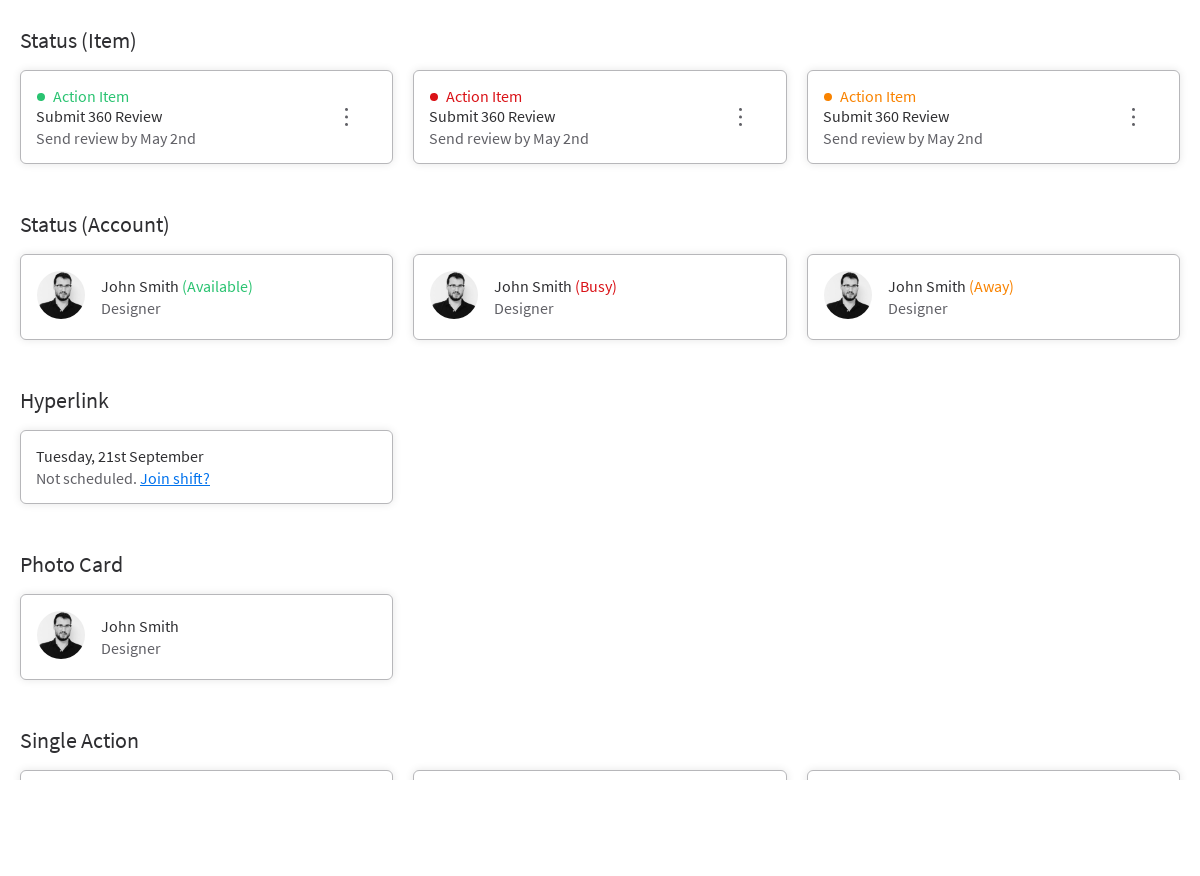 Status (Item)
Action Item
Submit 360 Review
Send review by May 2nd
Action Item
Submit 360 Review
Send review by May 2nd
Action Item
Submit 360 Review
Send review by May 2nd
Status (Account)
John Smith (Available)
Designer
John Smith (Busy)
Designer
John Smith (Away)
Designer
Hyperlink
Tuesday, 21st September
Not scheduled. Join shift?
Photo Card
John Smith
Designer
Single Action